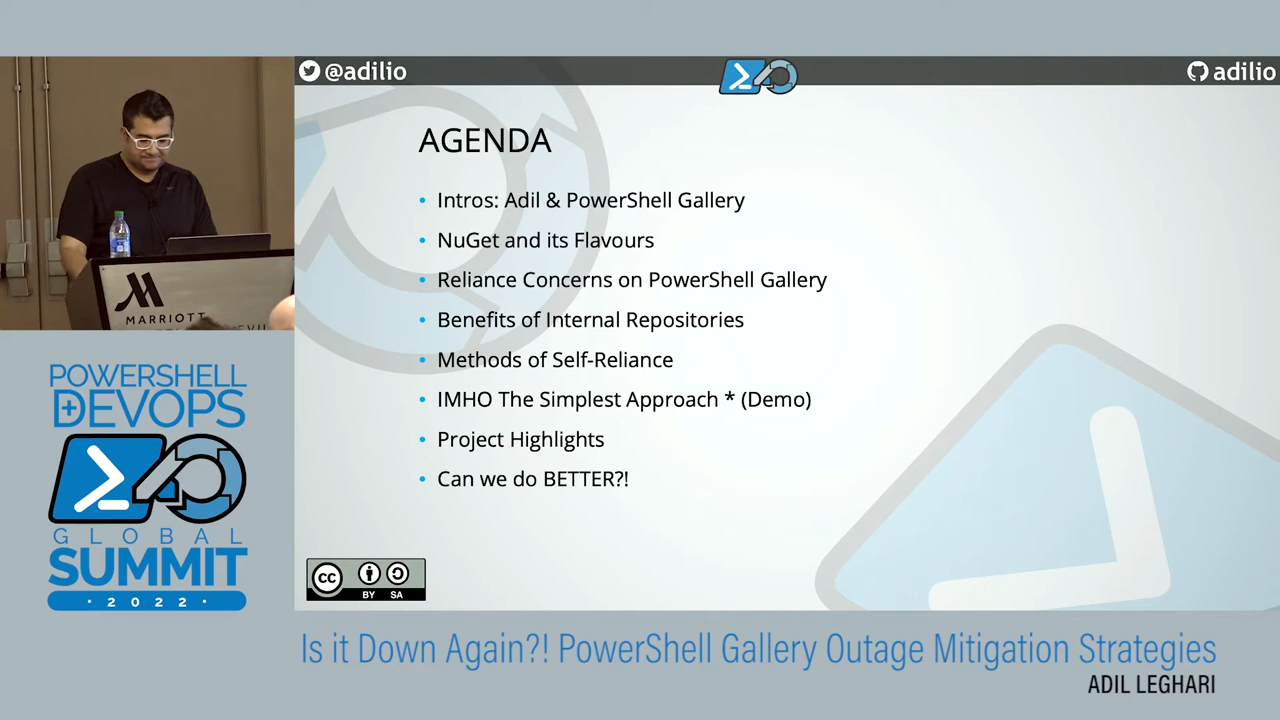 @adilio
adilio
AGENDA
• Intros: Adil & PowerShell Gallery
• NuGet and its Flavours
• Reliance Concerns on PowerShell Gallery
• Benefits of Internal Repositories
• Methods of Self-Reliance
• IMHO The Simplest Approach * (Demo)
• Project Highlights
• Can we do BETTER?!
MARRIOTT
POWERSHELL
+ DEVOPS
GLOBAL
SUMMIT
· 2022 ·
CC
BY SA
Is it Down Again?! PowerShell Gallery Outage Mitigation Strategies
ADIL LEGHARI